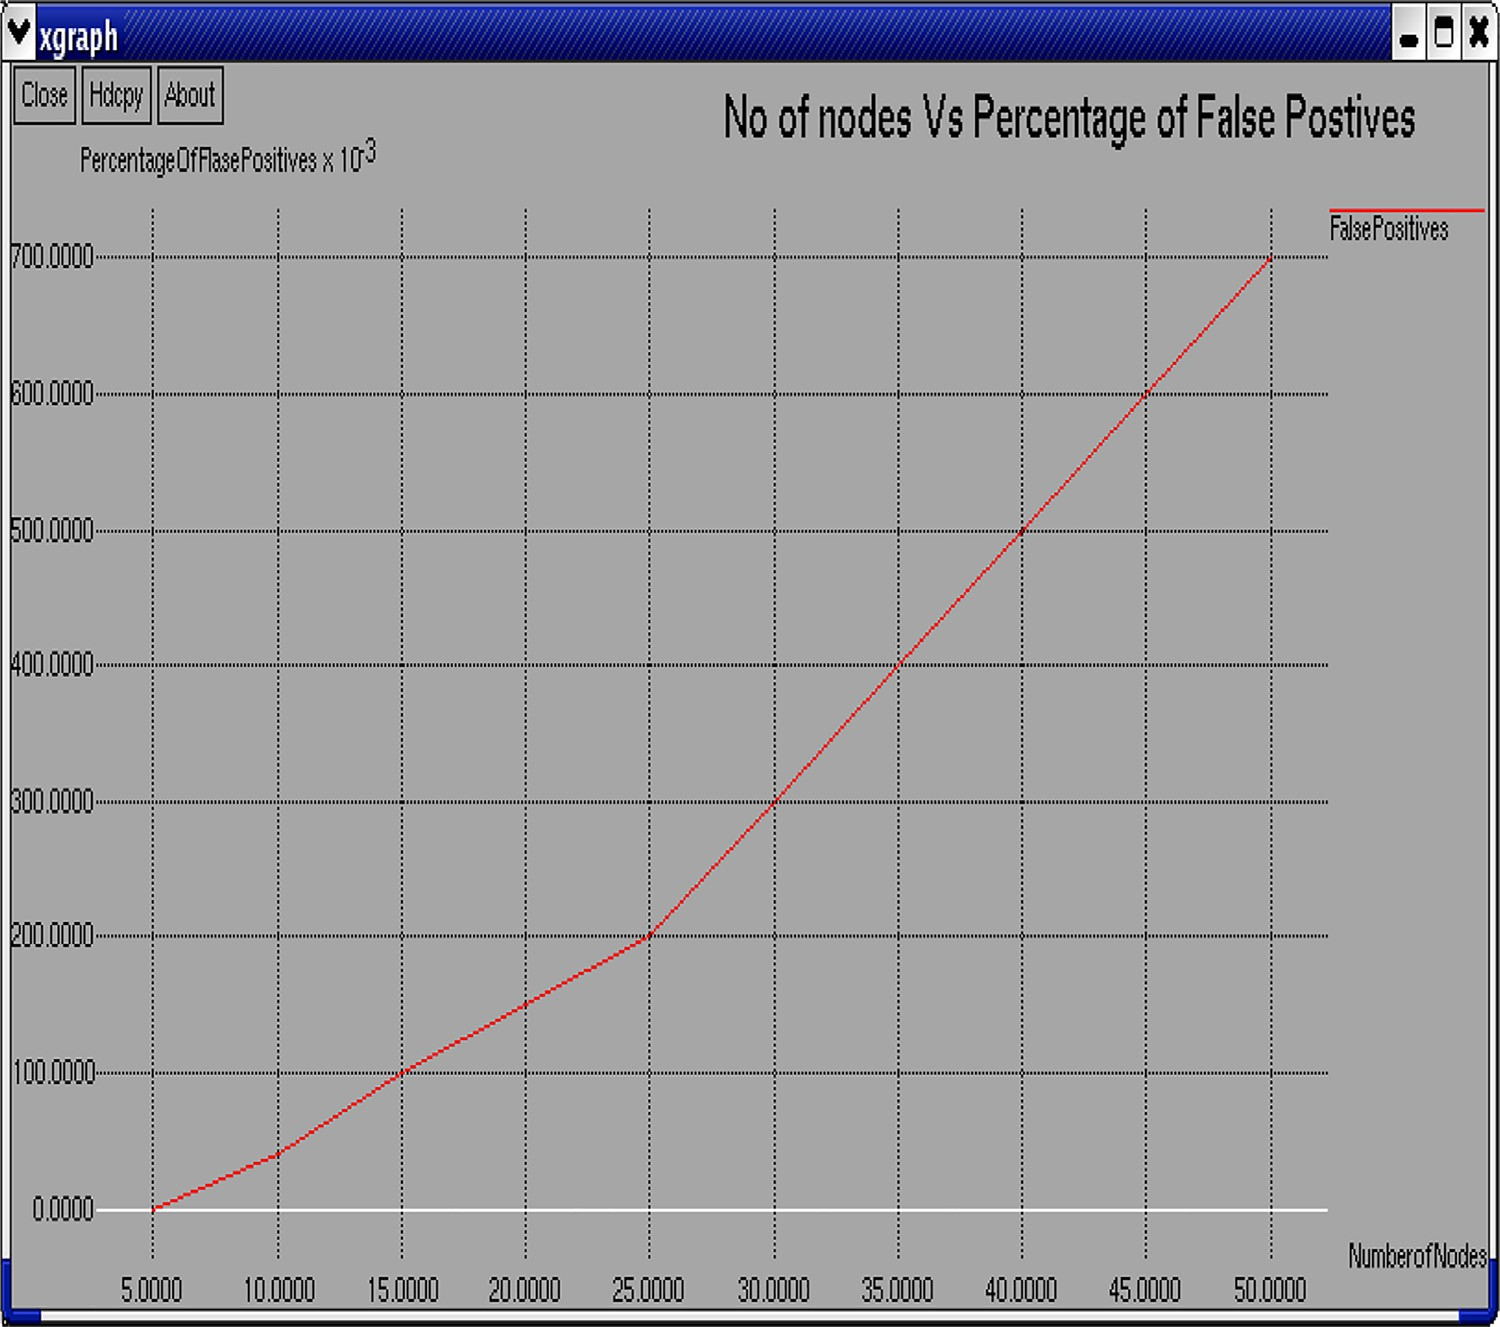 xgraph
Close Hdcpy About
No of nodes Vs Percentage of False Postives
PercentageOfFlasePositives x 10-3
FalsePositives
700.0000
600.0000
500.0000
400.0000
300.0000
200.0000
100.0000
0.0000
NumberofNodes
5.0000 10.0000 15.0000 20.0000 25.0000 30.0000 35.0000 40.0000 45.0000 50.0000